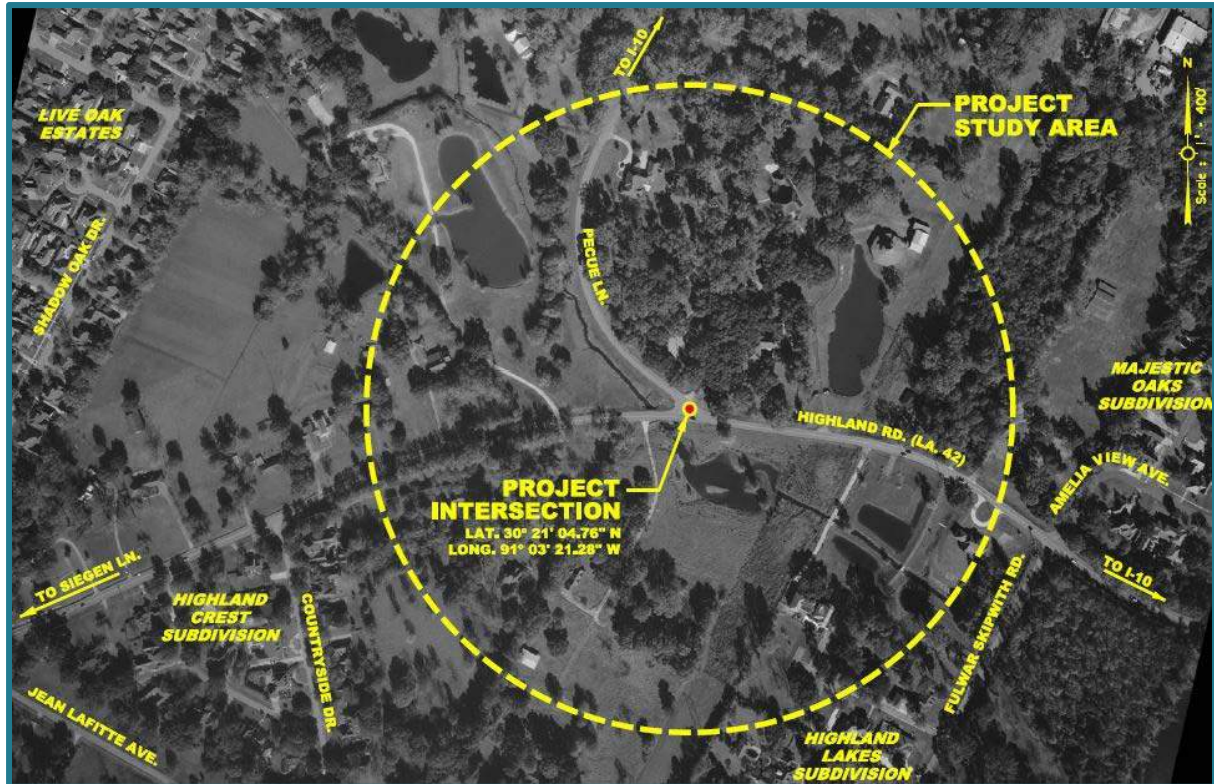 TO I-10
N
Scale : 1" : 400'
PROJECT
STUDY AREA
LIVE OAK
ESTATES
SHADOW OAK DR.
PECUE LN.
MAJESTIC
OAKS
SUBDIVISION
HIGHLAND RD. (LA. 42)
AMELIA VIEW AVE.
PROJECT
INTERSECTION
LAT. 30° 21' 04.76" N
LONG. 91° 03' 21.28" W
TO SIEGEN LN.
TO I-10
HIGHLAND
CREST
SUBDIVISION
COUNTRYSIDE DR.
FULWAR SKIPWITH RD.
JEAN LAFITTE AVE.
HIGHLAND
LAKES
SUBDIVISION